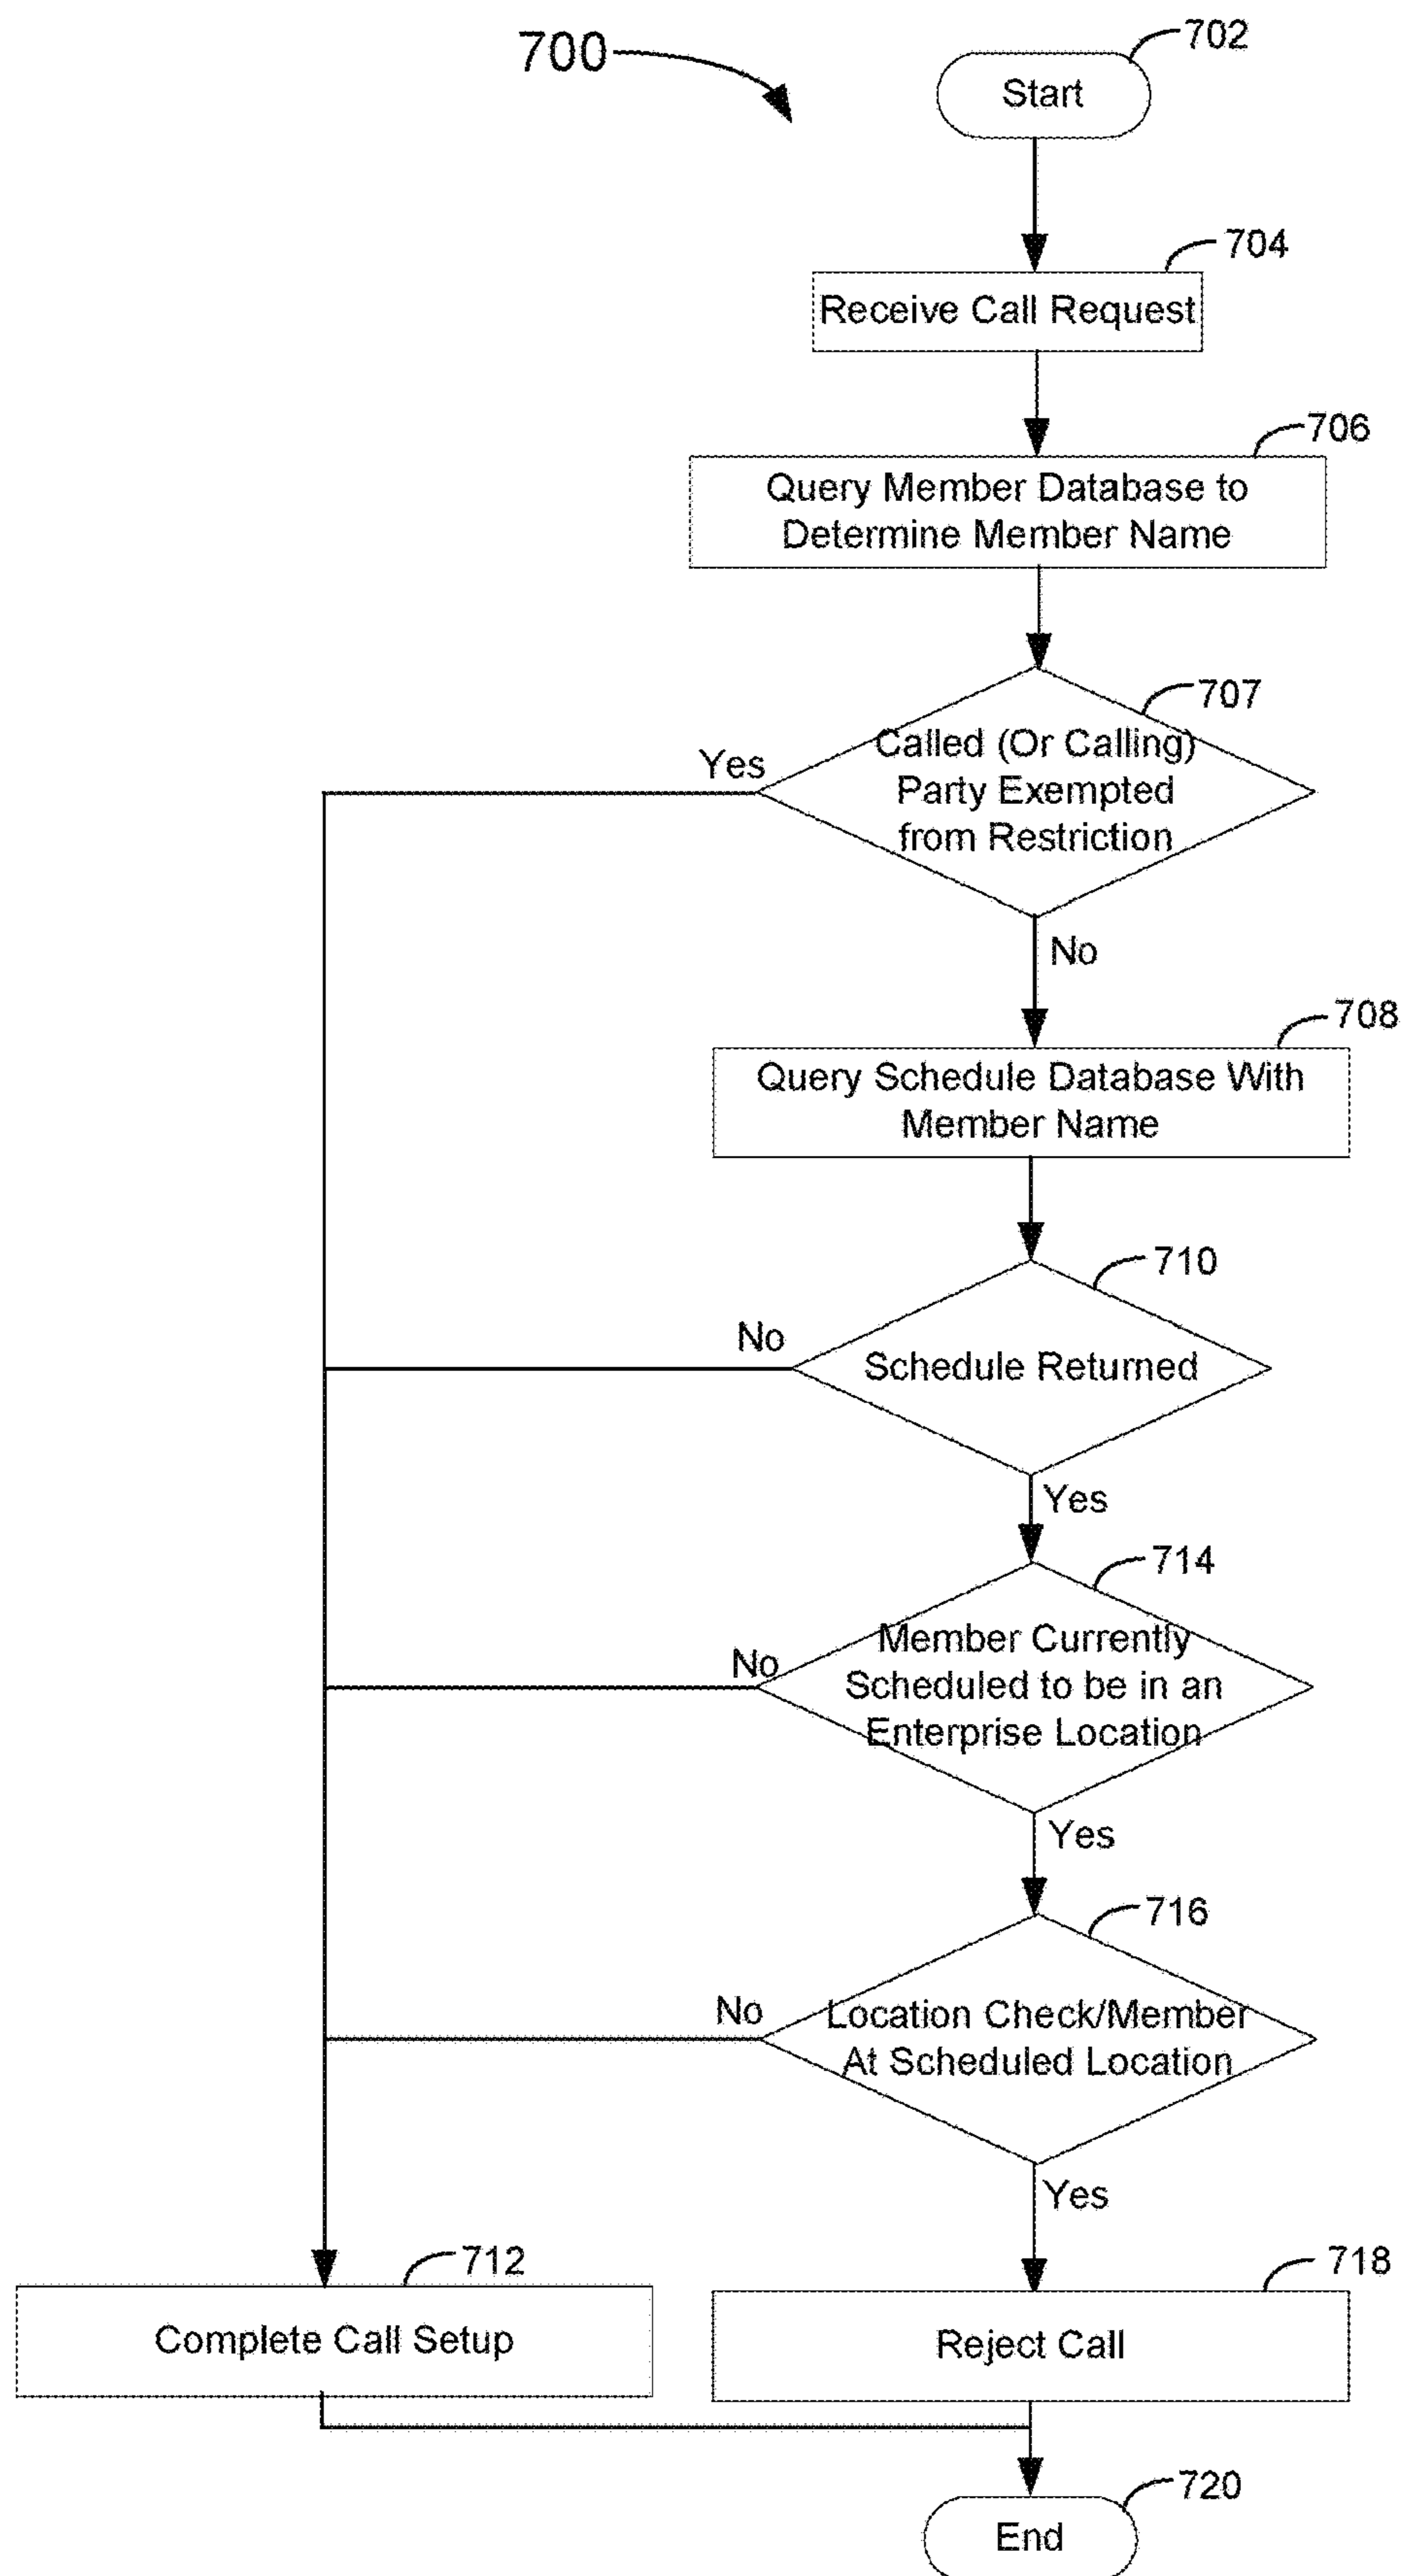 700
702
Start
704
Receive Call Request
706
Query Member Database to
Determine Member Name
707
Called (Or Calling)
Party Exempted
from Restriction
Yes
No
708
Query Schedule Database With
Member Name
710
No
Schedule Returned
Yes
714
Member Currently
Scheduled to be in an
Enterprise Location
No
Yes
716
No
Location Check/Member
At Scheduled Location
Yes
712
Complete Call Setup
718
Reject Call
720
End